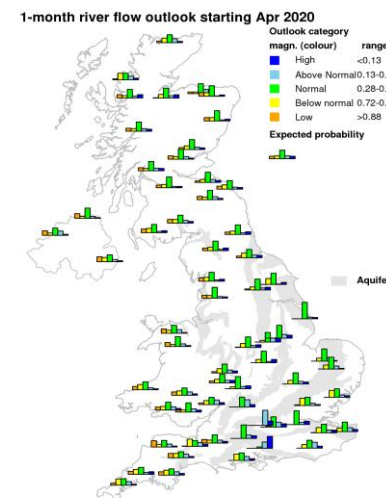 1-month river flow outlook starting Apr 2020
Outlook category
magn. (colour) range
High <0.13
Above Normal 0.13-0.
Normal 0.28-0.
Below normal 0.72-0.
Low >0.88
Expected probability
Aquife